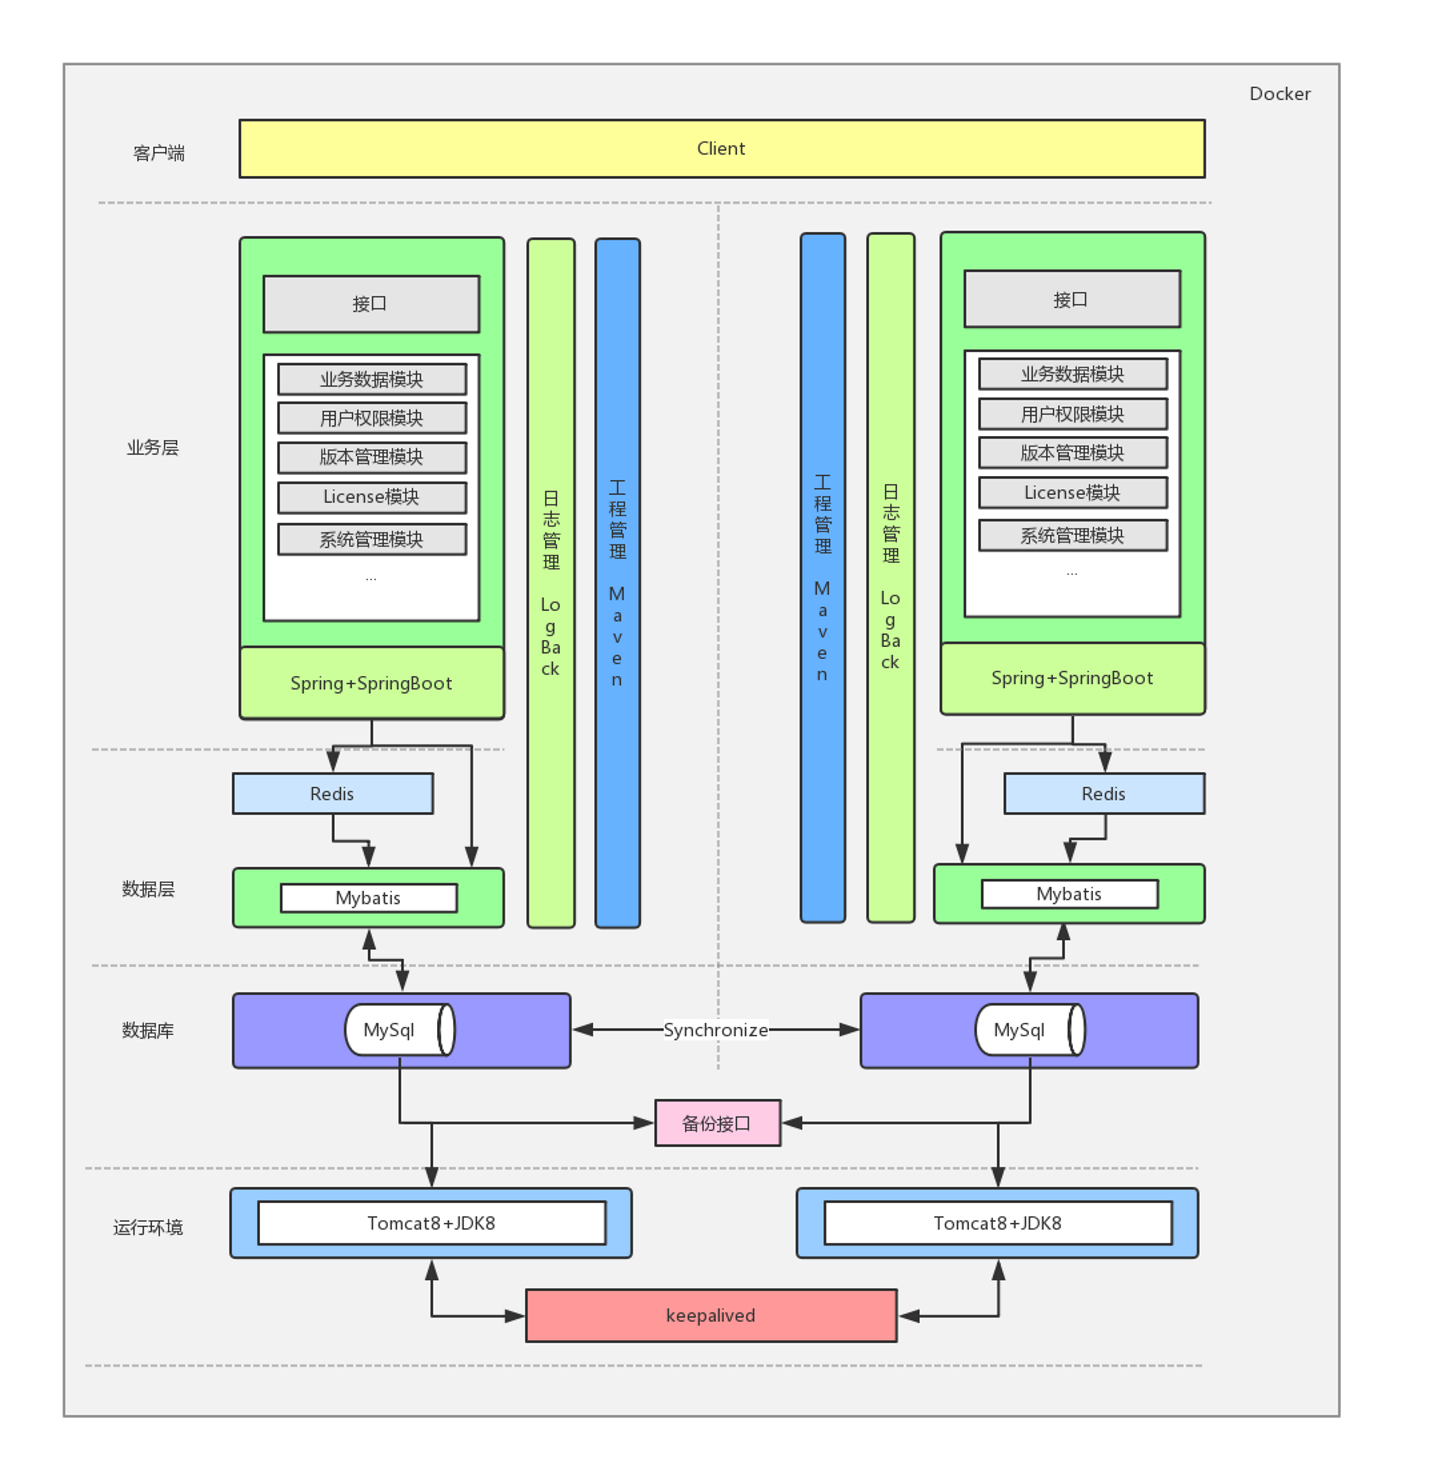 Docker
客户端
Client
业务层
接口
业务数据模块
用户权限模块
版本管理模块
License模块
系统管理模块
...
Spring+SpringBoot
日
志
管
理
Lo
g
Ba
ck
工
程
管
理
M
a
v
e
n
工
程
管
理
M
a
v
e
n
日
志
管
理
Lo
g
Ba
ck
接口
业务数据模块
用户权限模块
版本管理模块
License模块
系统管理模块
...
Spring+SpringBoot
数据层
Redis
Mybatis
Redis
Mybatis
数据库
MySql
Synchronize
MySql
备份接口
运行环境
Tomcat8+JDK8
Tomcat8+JDK8
keepalived